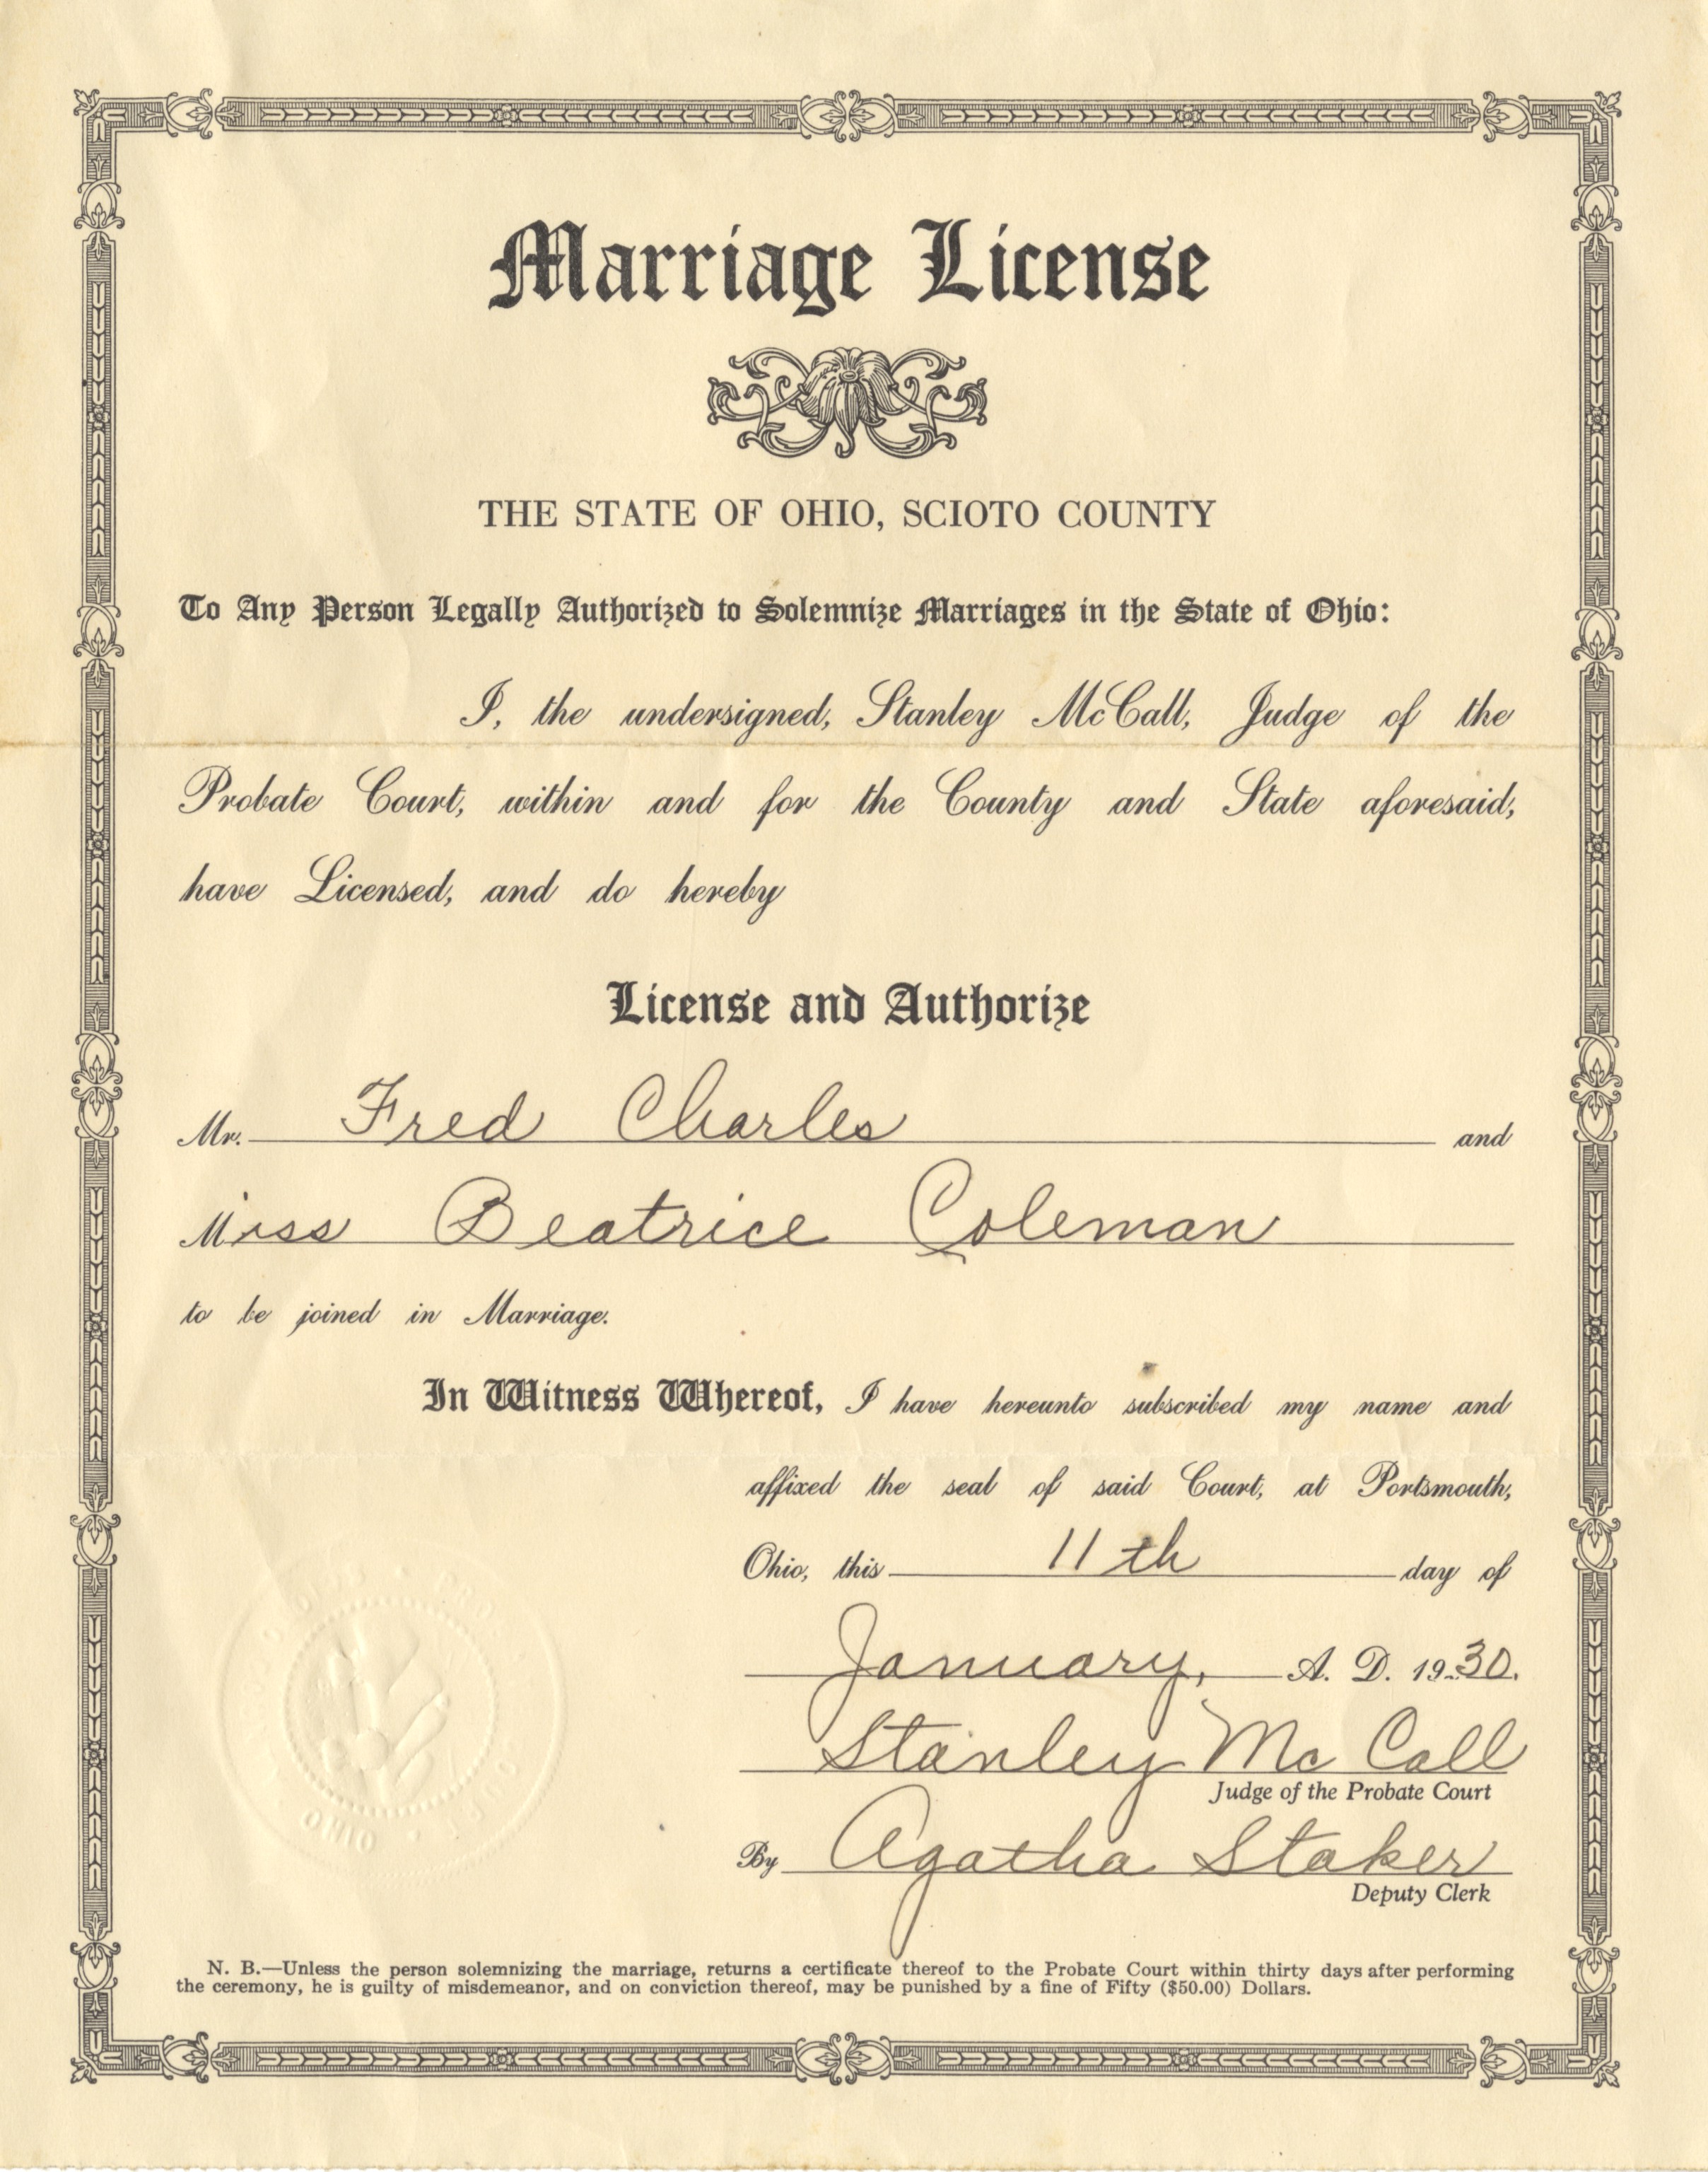 Marriage License
THE STATE OF OHIO, SCIOTO COUNTY
To Any Person Legally Authorized to Solemnize Marriages in the State of Ohio:
I, the undersigned, Stanley McCall, Judge of the
Probate Court, within and for the County and State aforesaid,
have Licensed, and do hereby
License and Authorize
Mr. Fred Charles and
Miss Beatrice Coleman
to be joined in Marriage.
In Witness Whereof, I have hereunto subscribed my name and
affixed the seal of said Court, at Portsmouth,
Ohio, this 11th day of
January, A. D. 1930.
Stanley McCall
Judge of the Probate Court
By Agatha Staker
Deputy Clerk
OHIO
N. B.—Unless the person solemnizing the marriage, returns a certificate thereof to the Probate Court within thirty days after performing
the ceremony, he is guilty of misdemeanor, and on conviction thereof, may be punished by a fine of Fifty ($50.00) Dollars.